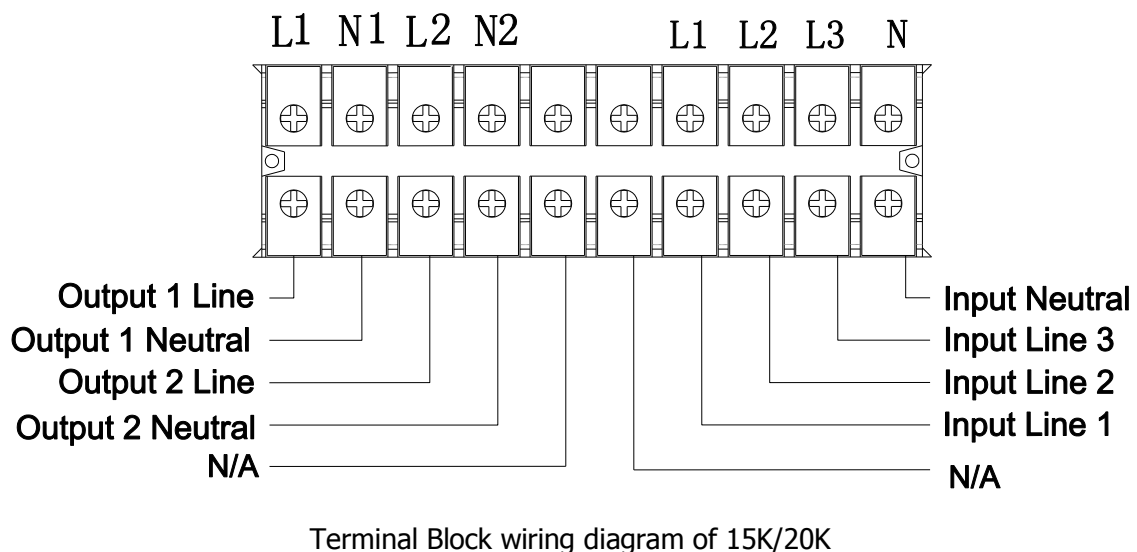 L1 N1 L2 N2 L1 L2 L3 N
Output 1 Line
Output 1 Neutral
Output 2 Line
Output 2 Neutral
N/A
Input Neutral
Input Line 3
Input Line 2
Input Line 1
N/A
Terminal Block wiring diagram of 15K/20K